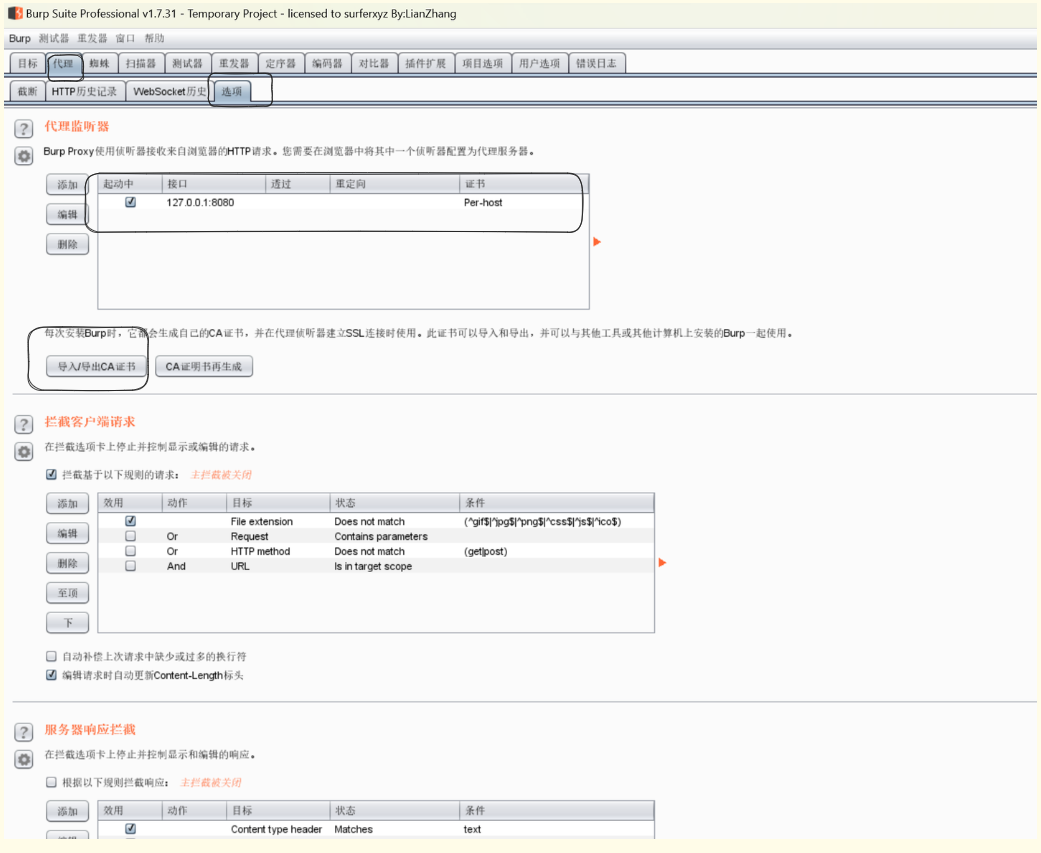 Burp Suite Professional v1.7.31 - Temporary Project - licensed to surferxyz By:LianZhang
Burp 测试器 重发器 窗口 帮助
目标 代理 蜘蛛 扫描器 测试器 重发器 定序器 编码器 对比器 插件扩展 项目选项 用户选项 错误日志
截断 HTTP历史记录 WebSocket历史 选项
? 代理监听器
Burp Proxy使用侦听器接收来自浏览器的HTTP请求。您需要在浏览器中将其中一个侦听器配置为代理服务器。
添加 起动中 接口 透过 重定向 证书
127.0.0.1:8080 Per-host
编辑
删除
每次安装Burp时，它都会生成自己的CA证书，并在代理侦听器建立SSL连接时使用。此证书可以导入和导出，并可以与其他工具或其他计算机上安装的Burp一起使用。
导入/导出CA证书 CA证明书再生成
? 拦截客户端请求
在拦截选项卡上停止并控制显示或编辑的请求。
拦截基于以下规则的请求： 主拦截被关闭
添加 效用 动作 目标 状态 条件
File extension Does not match (^gif$|^jpg$|^png$|^css$|^js$|^ico$)
编辑 Or Request Contains parameters
Or HTTP method Does not match (get|post)
删除 And URL Is in target scope
至顶
下
自动补偿上次请求中缺少或过多的换行符
编辑请求时自动更新Content-Length标头
? 服务器响应拦截
在拦截选项卡上停止并控制显示和编辑的响应。
根据以下规则拦截响应： 主拦截被关闭
添加 效用 动作 目标 状态 条件
Content type header Matches text